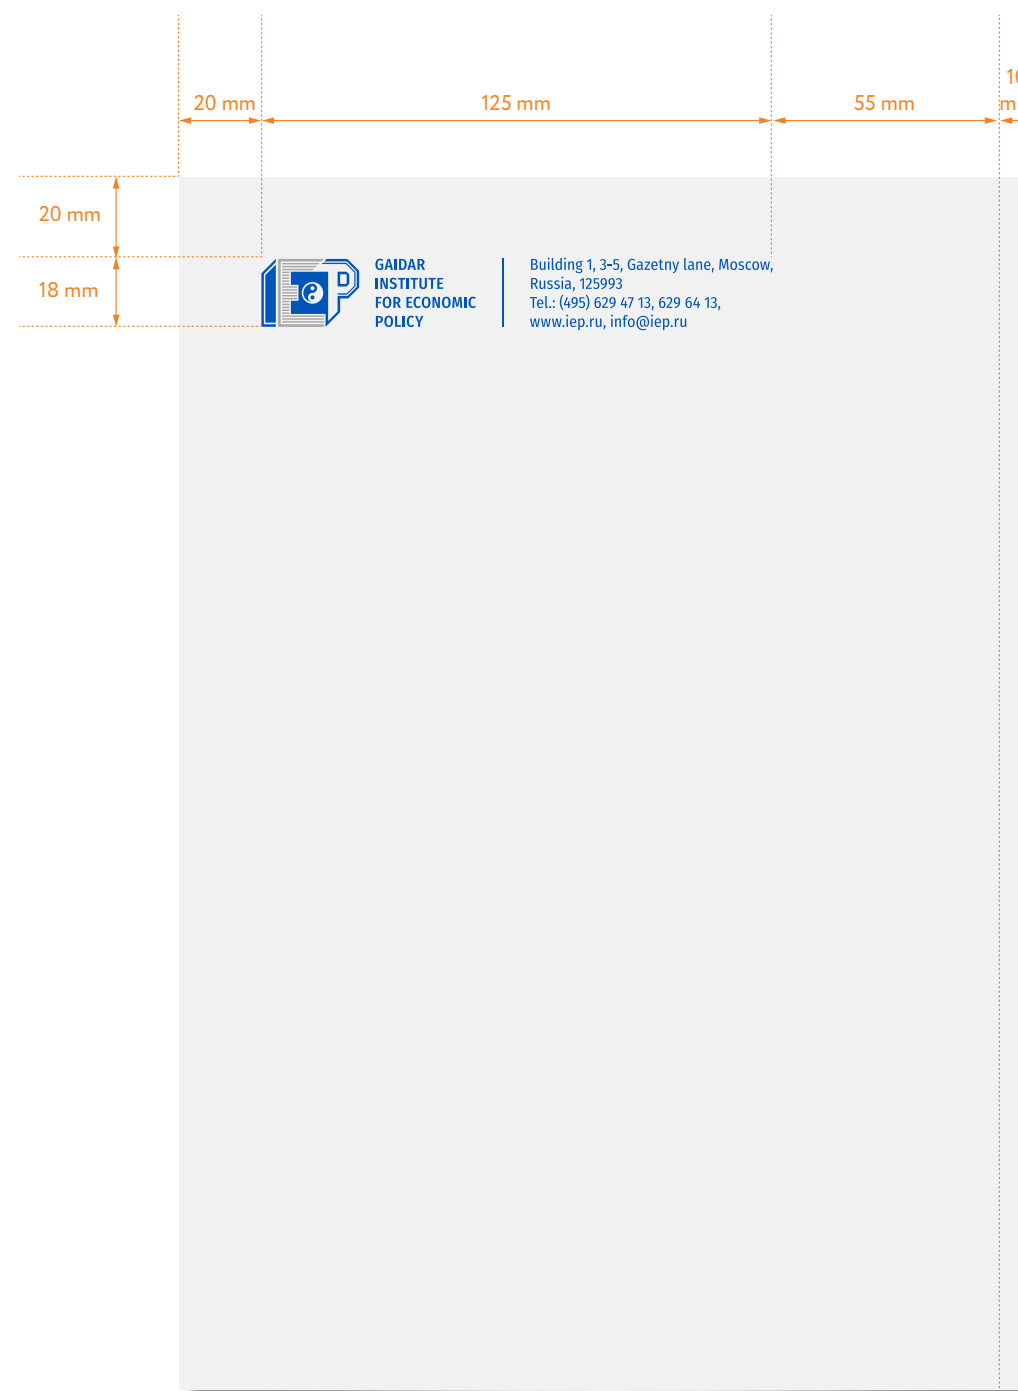 20 mm
125 mm
55 mm
20 mm
18 mm
D
GAIDAR
INSTITUTE
FOR ECONOMIC
POLICY
Building 1, 3-5, Gazetny lane, Moscow,
Russia, 125993
Tel.: (495) 629 47 13, 629 64 13,
www.iep.ru, info@iep.ru